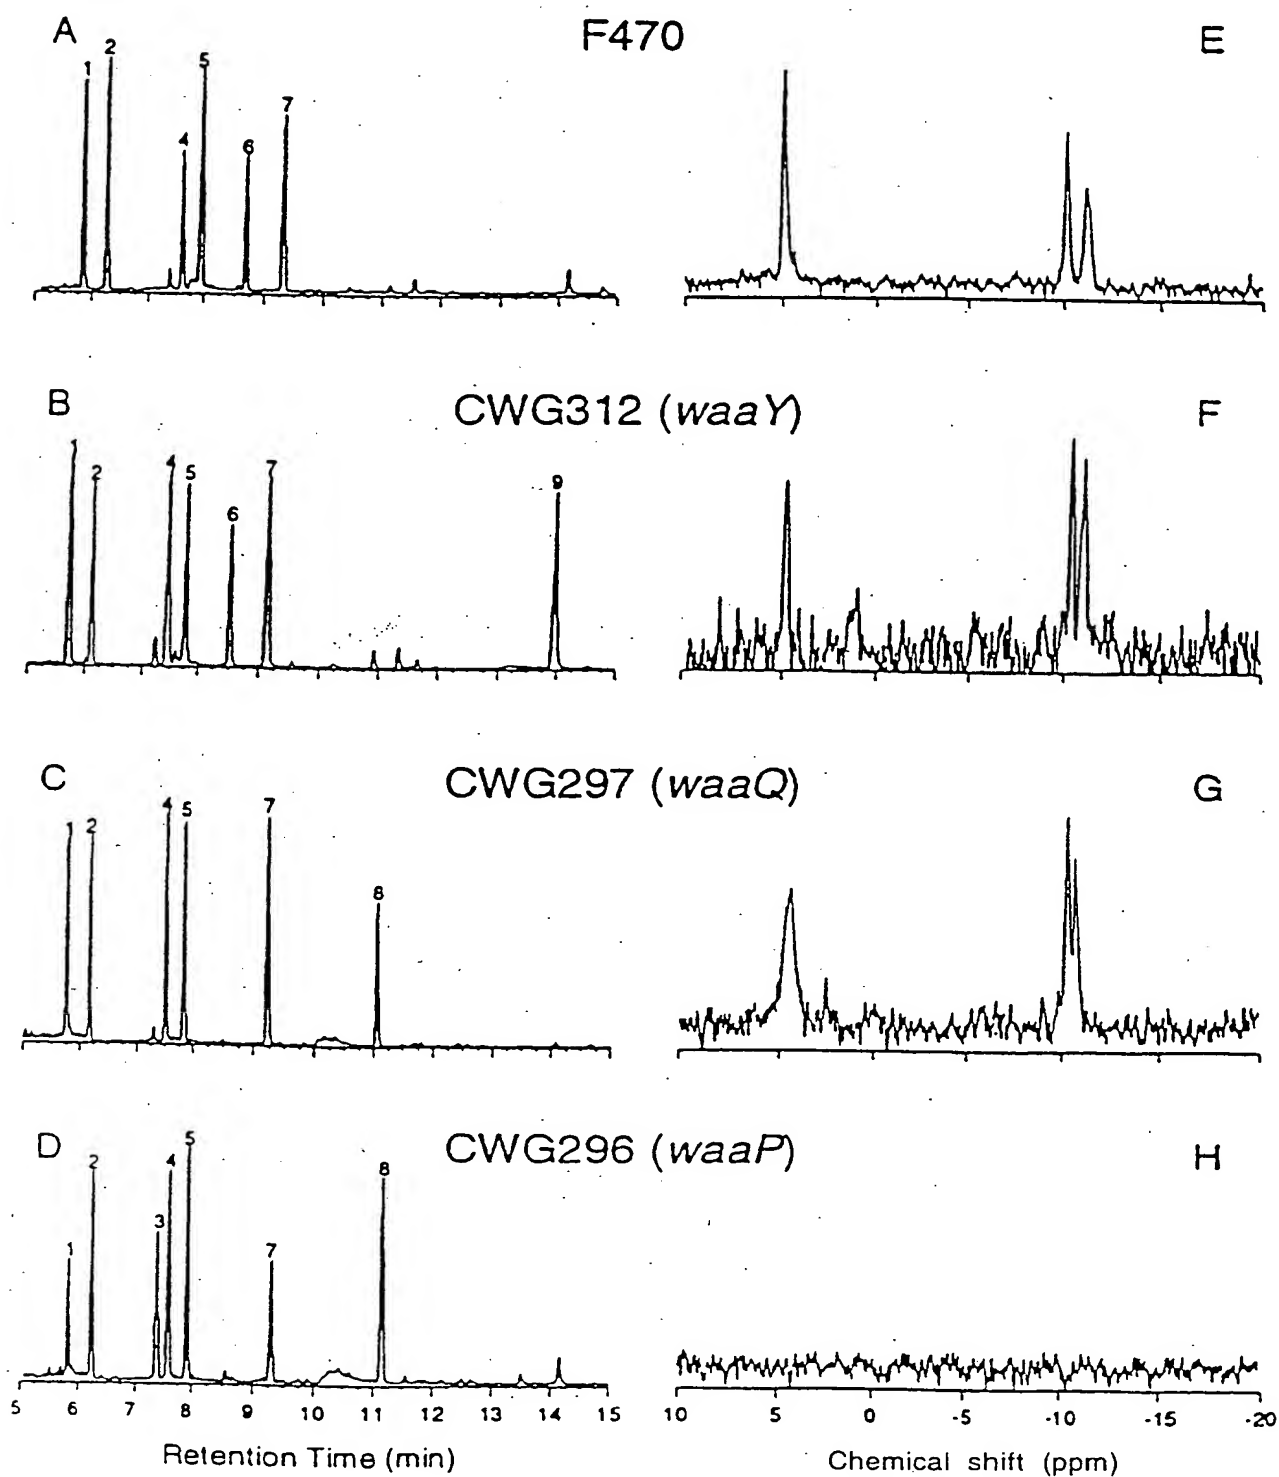 A F470 E
1 2 4 5 6 7
B CWG312 (waaY) F
1 2 4 5 6 7 9
C CWG297 (waaQ) G
1 2 4 5 7 8
D CWG296 (waaP) H
1 2 3 4 5 7 8
5 6 7 8 9 10 11 12 13 14 15 10 5 0 -5 -10 -15 -20
Retention Time (min) Chemical shift (ppm)